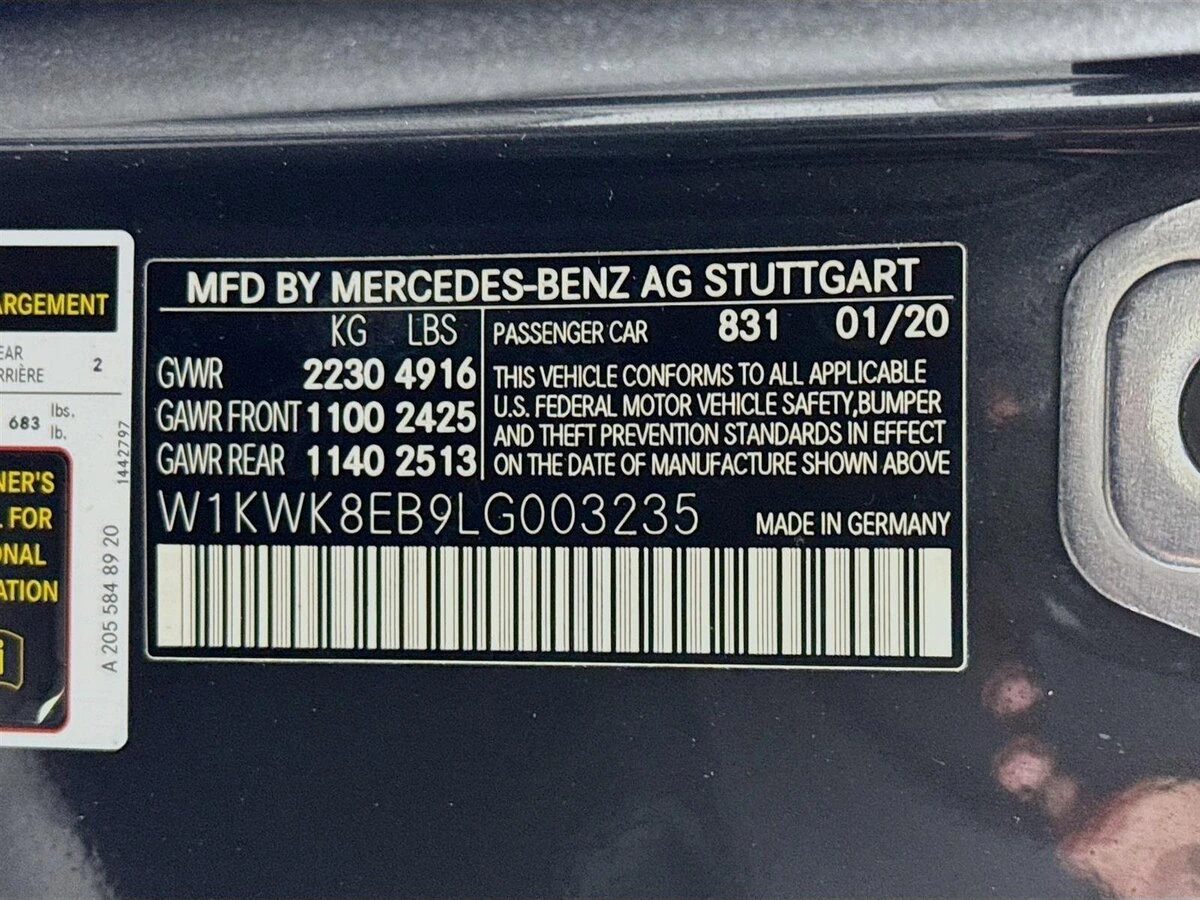 ARGEMENT
EAR
RRIÈRE 2
683 lbs.
lb.
NER'S
L FOR
ONAL
ATION
i
1442797
A 205 584 89 20
MFD BY MERCEDES-BENZ AG STUTTGART
KG LBS
GVWR 2230 4916
GAWR FRONT 1100 2425
GAWR REAR 1140 2513
PASSENGER CAR 831 01/20
THIS VEHICLE CONFORMS TO ALL APPLICABLE
U.S. FEDERAL MOTOR VEHICLE SAFETY,BUMPER
AND THEFT PREVENTION STANDARDS IN EFFECT
ON THE DATE OF MANUFACTURE SHOWN ABOVE
W1KWK8EB9LG003235 MADE IN GERMANY